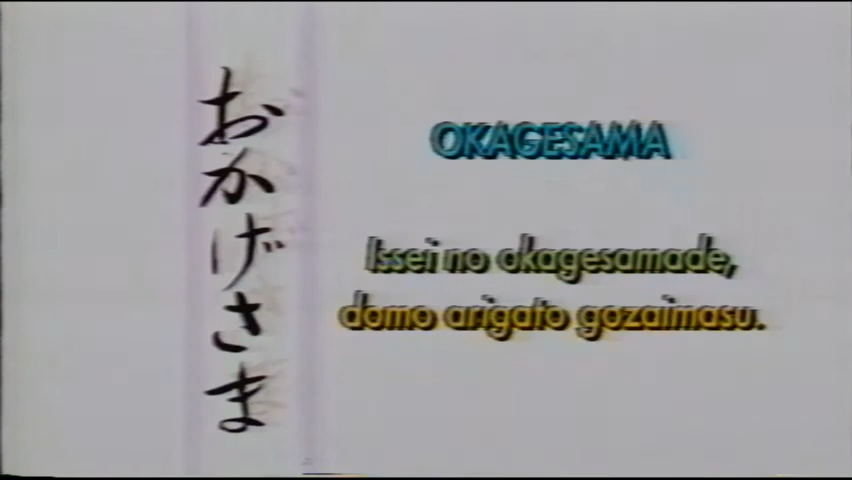 おかげさま
OKAGESAMA
Issei no okagesamade,
domo arigato gozaimasu.